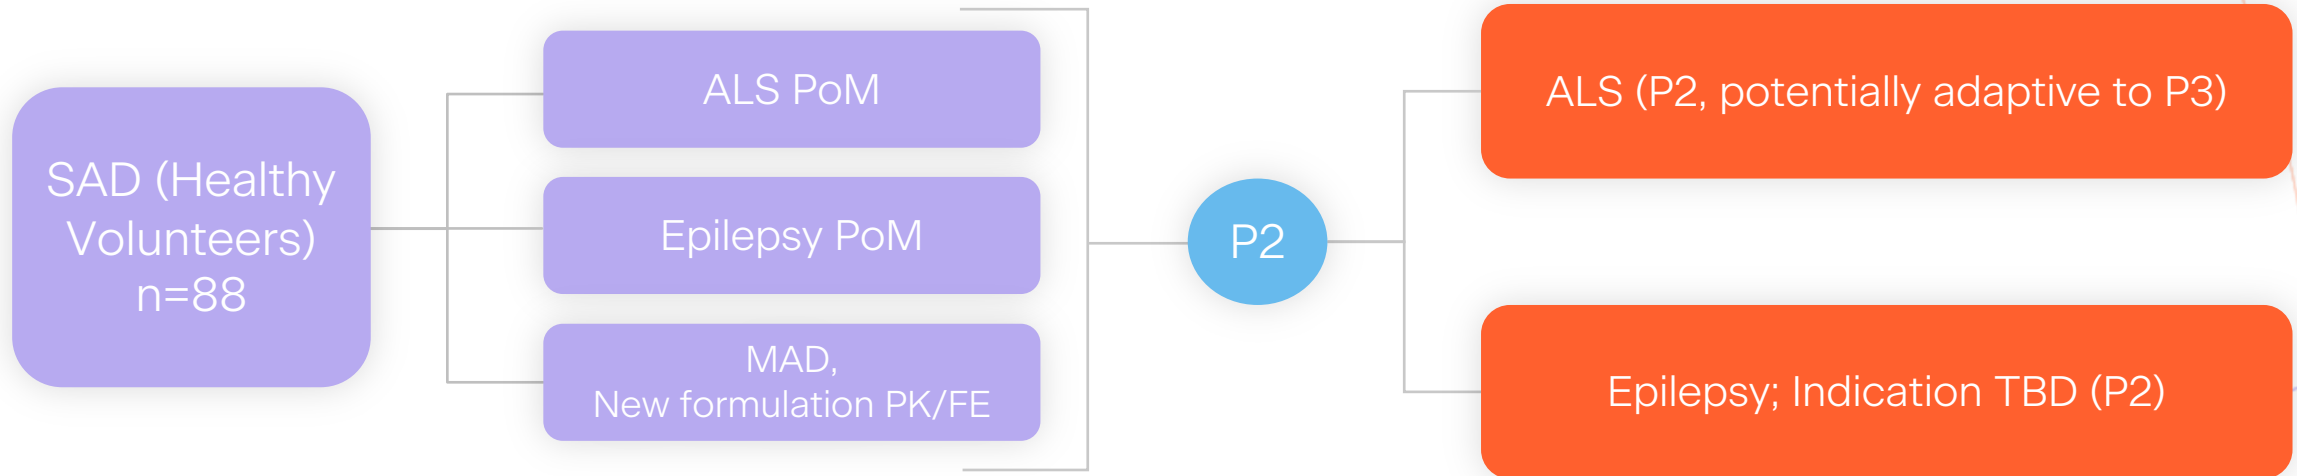 SAD (Healthy
Volunteers)
n=88
ALS PoM
Epilepsy PoM
MAD,
New formulation PK/FE
P2
ALS (P2, potentially adaptive to P3)
Epilepsy; Indication TBD (P2)